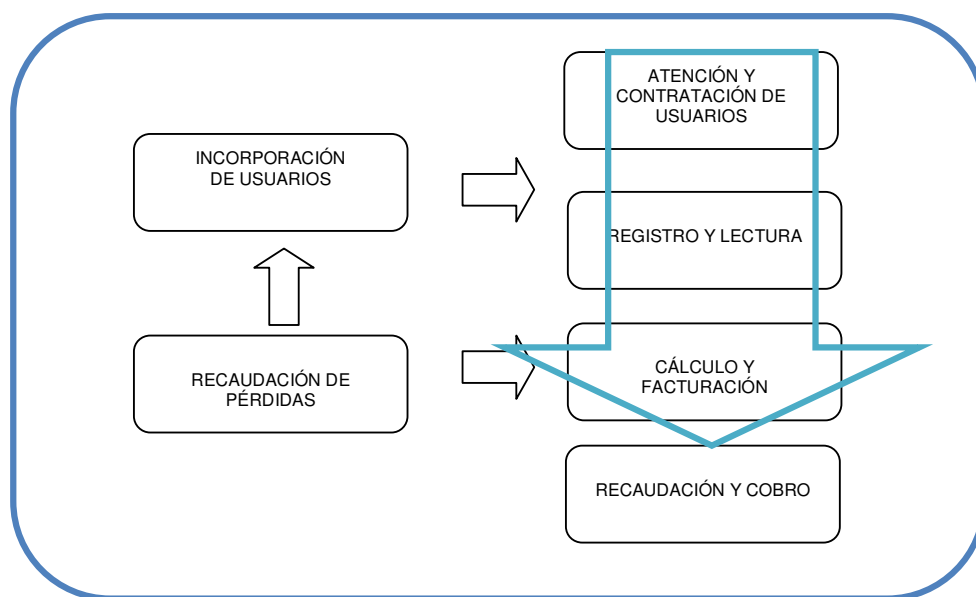 INCORPORACIÓN
DE USUARIOS
RECAUDACIÓN DE
PÉRDIDAS
ATENCIÓN Y
CONTRATACIÓN DE
USUARIOS
REGISTRO Y LECTURA
CÁLCULO Y
FACTURACIÓN
RECAUDACIÓN Y COBRO